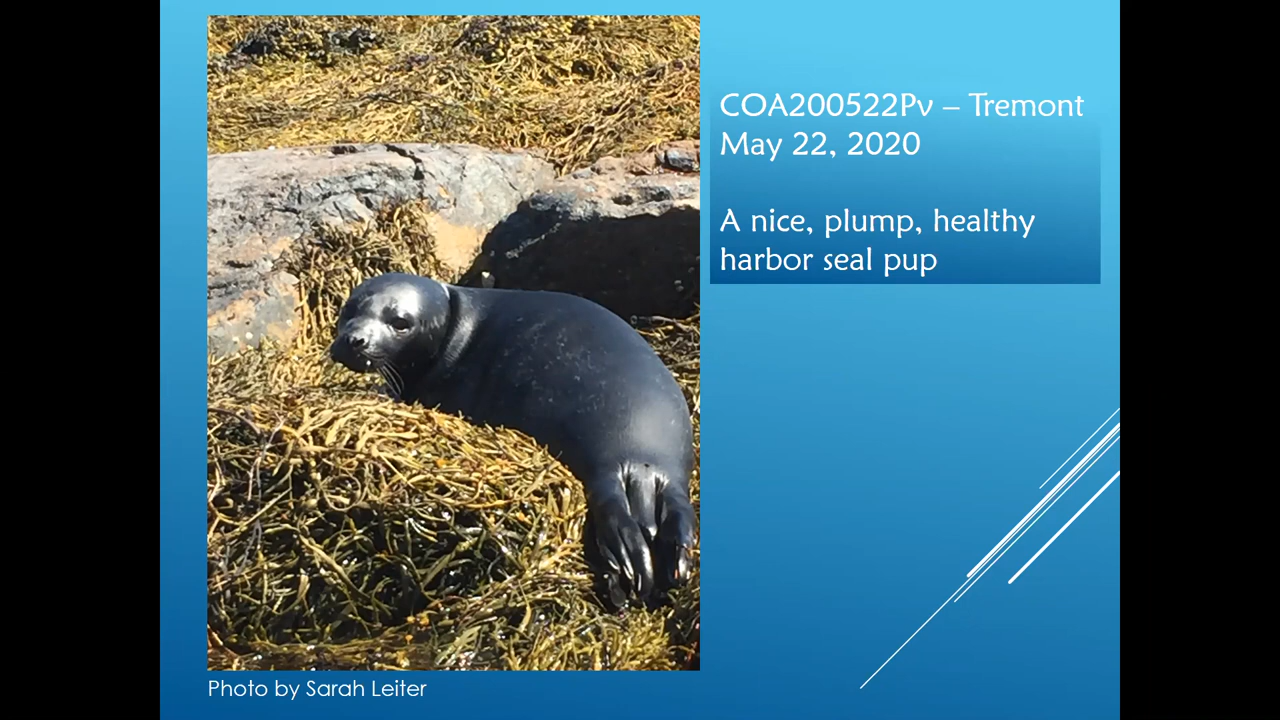 COA200522Pv – Tremont
May 22, 2020
A nice, plump, healthy
harbor seal pup
Photo by Sarah Leiter